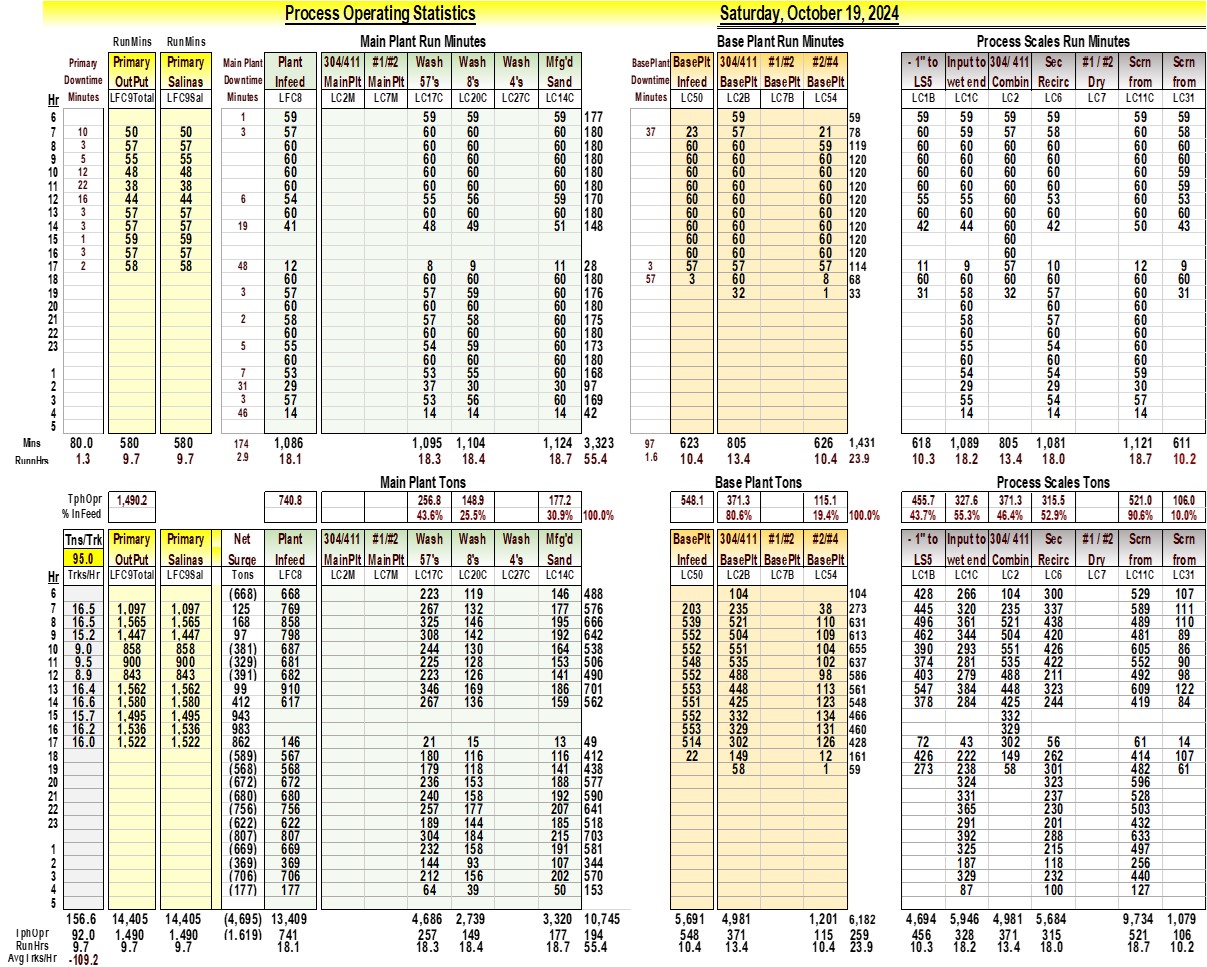 Process Operating Statistics Saturday, October 19, 2024
RunMins RunMins Main Plant Run Minutes Base Plant Run Minutes Process Scales Run Minutes
Primary Primary Primary Main Plant Plant 304/411 #1/#2 Wash Wash Wash Mfg'd BasePlant BasePlt 304/411 #1/#2 #2/#4 - 1" to Input to 304/ 411 Sec #1 / #2 Scrn Scrn
Downtime OutPut Salinas Downtime Infeed MainPlt MainPlt 57's 8's 4's Sand Downtime Infeed BasePlt BasePlt BasePlt LS5 wet end Combin Recirc Dry from from
Hr Minutes LFC9Total LFC9Sal Minutes LFC8 LC2M LC7M LC17C LC20C LC27C LC14C Minutes LC50 LC2B LC7B LC54 LC1B LC1C LC2 LC6 LC7 LC11C LC31
6 1 59 59 59 59 177 59 59 59 59 59 59 59 59
7 10 50 50 3 57 60 60 60 180 37 23 57 21 78 60 59 57 58 60 58
8 3 57 57 60 60 60 60 180 60 60 59 119 60 60 60 60 60 60
9 5 55 55 60 60 60 60 180 60 60 60 120 60 60 60 60 60 60
10 12 48 48 60 60 60 60 180 60 60 60 120 60 60 60 60 60 59
11 22 38 38 60 60 60 60 180 60 60 60 120 60 60 60 60 60 59
12 16 44 44 6 54 55 56 59 170 60 60 60 120 55 55 60 53 60 53
13 3 57 57 60 60 60 60 180 60 60 60 120 60 60 60 60 60 60
14 3 57 57 19 41 48 49 51 148 60 60 60 120 42 44 60 42 50 43
15 1 59 59 60 60 60 120 60
16 3 57 57 60 60 60 120 60
17 2 58 58 48 12 8 9 11 28 3 57 57 57 114 11 9 57 10 12 9
18 60 60 60 60 180 57 3 60 8 68 60 60 60 60 60 60
19 3 57 57 59 60 176 32 1 33 31 58 32 57 60 31
20 60 60 60 60 180 60 60 60
21 2 58 57 58 60 175 58 57 60
22 60 60 60 60 180 60 60 60
23 5 55 54 59 60 173 55 54 60
60 60 60 60 180 60 60 60
1 7 53 53 55 60 168 54 54 59
2 31 29 37 30 30 97 29 29 30
3 3 57 53 56 60 169 55 54 57
4 46 14 14 14 14 42 14 14 14
5
Mins 80.0 580 580 174 1,086 1,095 1,104 1,124 3,323 97 623 805 626 1,431 618 1,089 805 1,081 1,121 611
RunnHrs 1.3 9.7 9.7 2.9 18.1 18.3 18.4 18.7 55.4 1.6 10.4 13.4 10.4 23.9 10.3 18.2 13.4 18.0 18.7 10.2
Main Plant Tons Base Plant Tons Process Scales Tons
TphOpr 1,490.2 740.8 256.8 148.9 177.2 548.1 371.3 115.1 455.7 327.6 371.3 315.5 521.0 106.0
% InFeed 43.6% 25.5% 30.9% 100.0% 80.6% 19.4% 100.0% 43.7% 55.3% 46.4% 52.9% 90.6% 10.0%
Tns/Trk Primary Primary Net Plant 304/411 #1/#2 Wash Wash Wash Mfg'd BasePlt 304/411 #1/#2 #2/#4 - 1" to Input to 304/ 411 Sec #1 / #2 Scrn Scrn
95.0 OutPut Salinas Surge Infeed MainPlt MainPlt 57's 8's 4's Sand Infeed BasePlt BasePlt BasePlt LS5 wet end Combin Recirc Dry from from
Hr Trks/Hr LFC9Total LFC9Sal Tons LFC8 LC2M LC7M LC17C LC20C LC27C LC14C LC50 LC2B LC7B LC54 LC1B LC1C LC2 LC6 LC7 LC11C LC31
6 (668) 668 223 119 146 488 104 104 428 266 104 300 529 107
7 16.5 1,097 1,097 125 769 267 132 177 576 203 235 38 273 445 320 235 337 589 111
8 16.5 1,565 1,565 168 858 325 146 195 666 539 521 110 631 496 361 521 438 489 110
9 15.2 1,447 1,447 97 798 308 142 192 642 552 504 109 613 462 344 504 420 481 89
10 9.0 858 858 (381) 687 244 130 164 538 552 551 104 655 390 293 551 426 605 86
11 9.5 900 900 (329) 681 225 128 153 506 548 535 102 637 374 281 535 422 552 90
12 8.9 843 843 (391) 682 223 126 141 490 552 488 98 586 403 279 488 211 492 98
13 16.4 1,562 1,562 99 910 346 169 186 701 553 448 113 561 547 384 448 323 609 122
14 16.6 1,580 1,580 412 617 267 136 159 562 551 425 123 548 378 284 425 244 419 84
15 15.7 1,495 1,495 943 552 332 134 466 332
16 16.2 1,536 1,536 983 553 329 131 460 329
17 16.0 1,522 1,522 862 146 21 15 13 49 514 302 126 428 72 43 302 56 61 14
18 (589) 567 180 116 116 412 22 149 12 161 426 222 149 262 414 107
19 (568) 568 179 118 141 438 58 1 59 273 238 58 301 482 61
20 (672) 672 236 153 188 577 324 323 596
21 (680) 680 240 158 192 590 331 237 528
22 (756) 756 257 177 207 641 365 230 503
23 (622) 622 189 144 185 518 291 201 432
(807) 807 304 184 215 703 392 288 633
1 (669) 669 232 158 191 581 325 215 497
2 (369) 369 144 93 107 344 187 118 256
3 (706) 706 212 156 202 570 329 232 440
4 (177) 177 64 39 50 153 87 100 127
5
156.6 14,405 14,405 (4,695) 13,409 4,686 2,739 3,320 10,745 5,691 4,981 1,201 6,182 4,694 5,946 4,981 5,684 9,734 1,079
TphOpr 92.0 1,490 1,490 (1,619) 741 257 149 177 194 548 371 115 259 456 328 371 315 521 106
RunHrs 9.7 9.7 9.7 18.1 18.3 18.4 18.7 55.4 10.4 13.4 10.4 23.9 10.3 18.2 13.4 18.0 18.7 10.2
Avg Trks/Hr -109.2